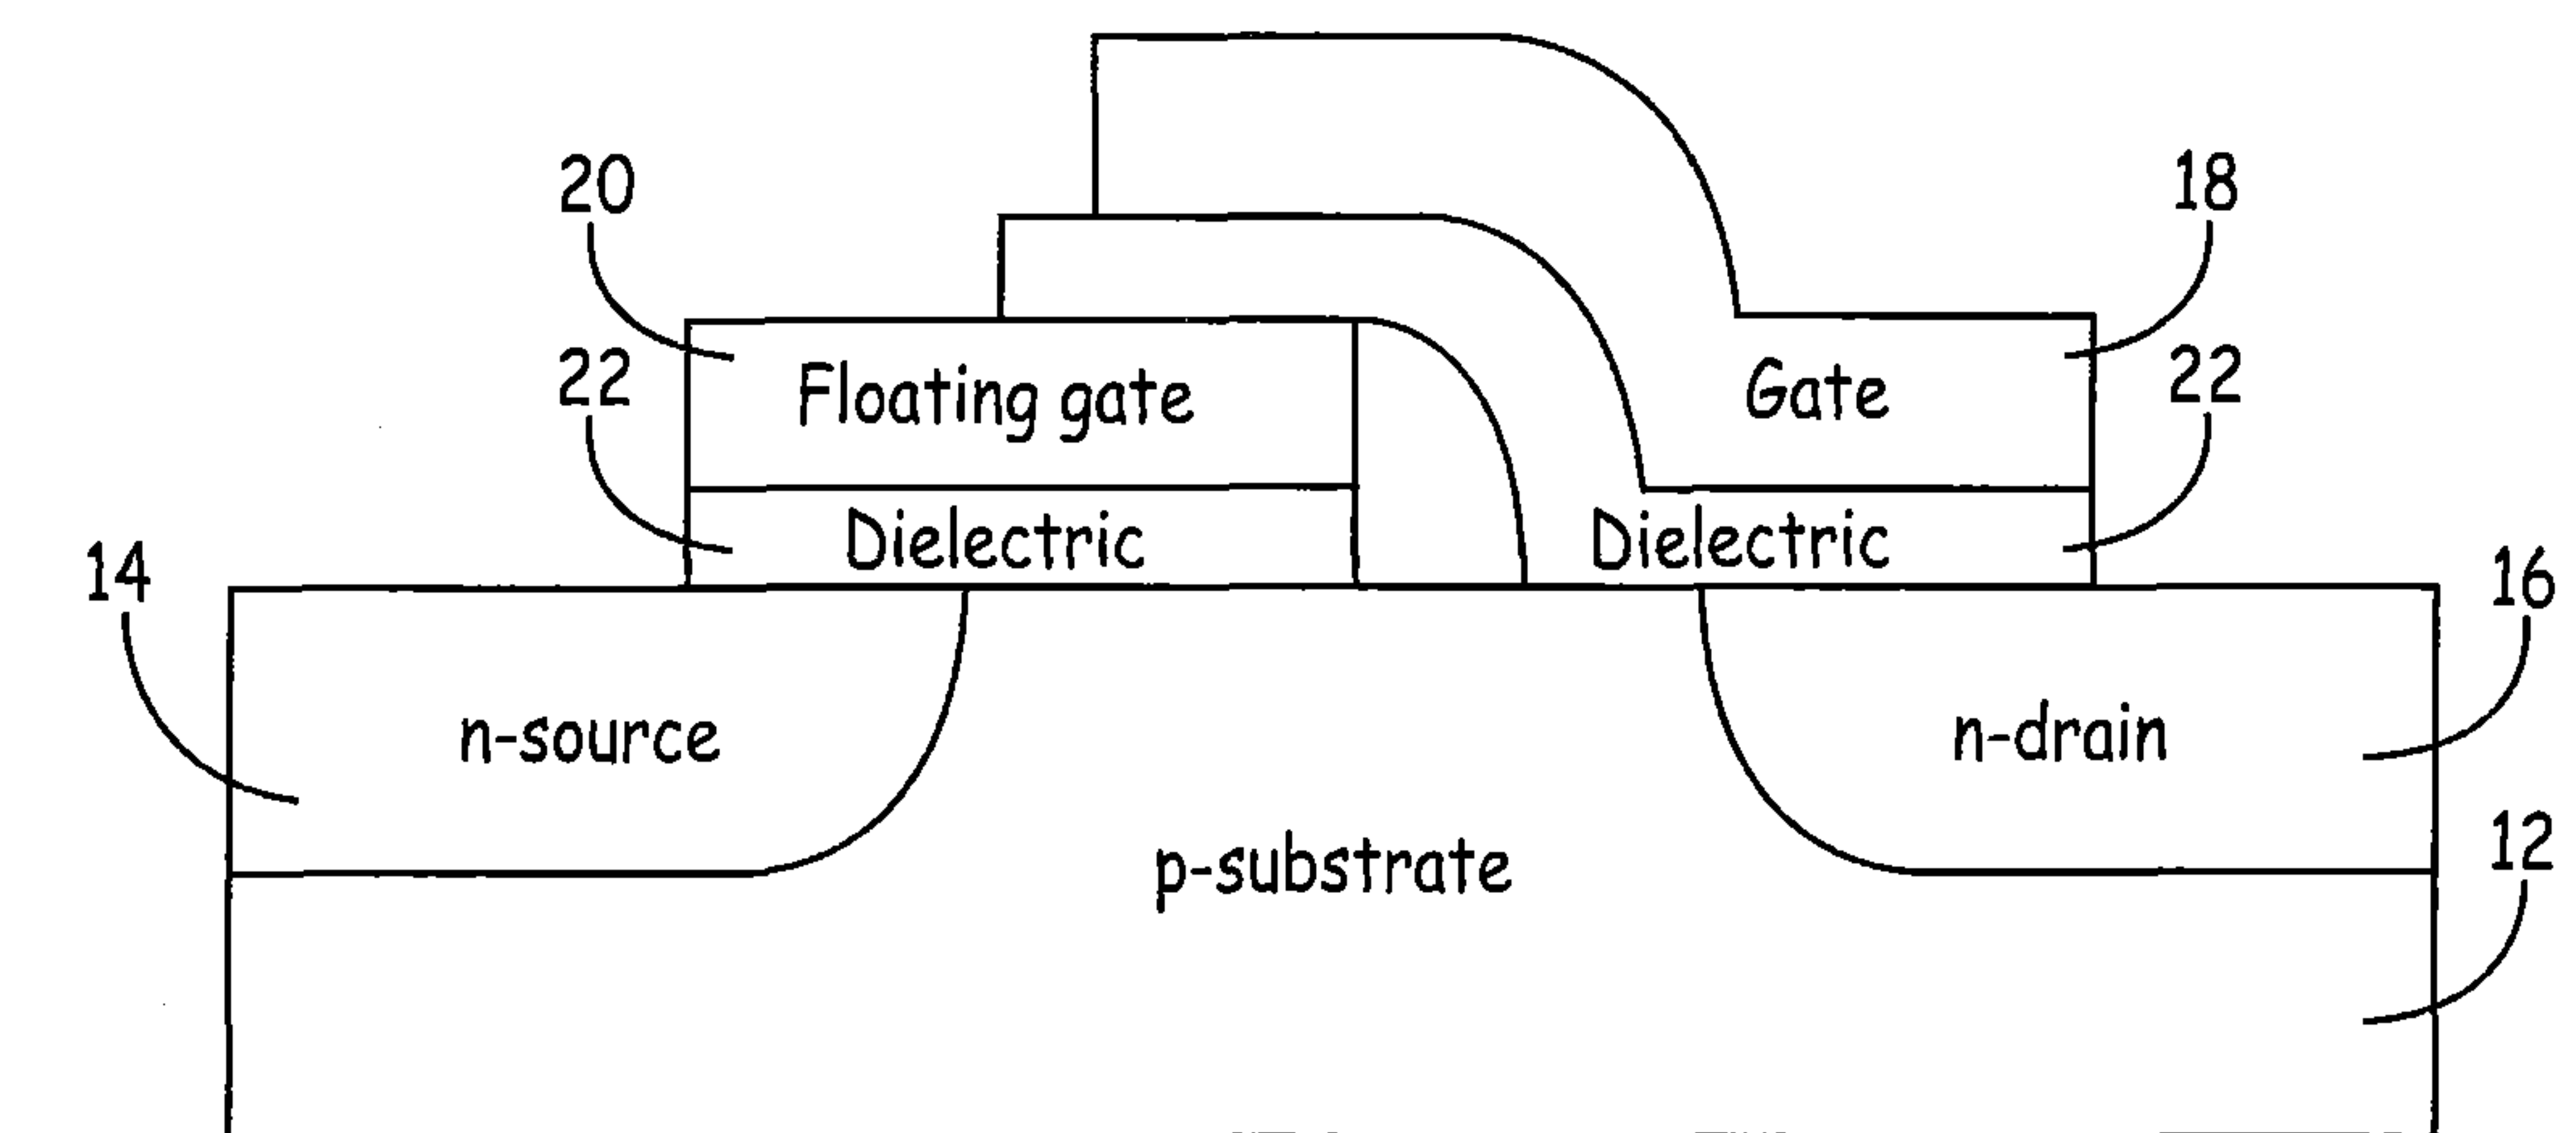 20
18
22
Floating gate
Gate
22
Dielectric
Dielectric
14
16
n-source
n-drain
p-substrate
12